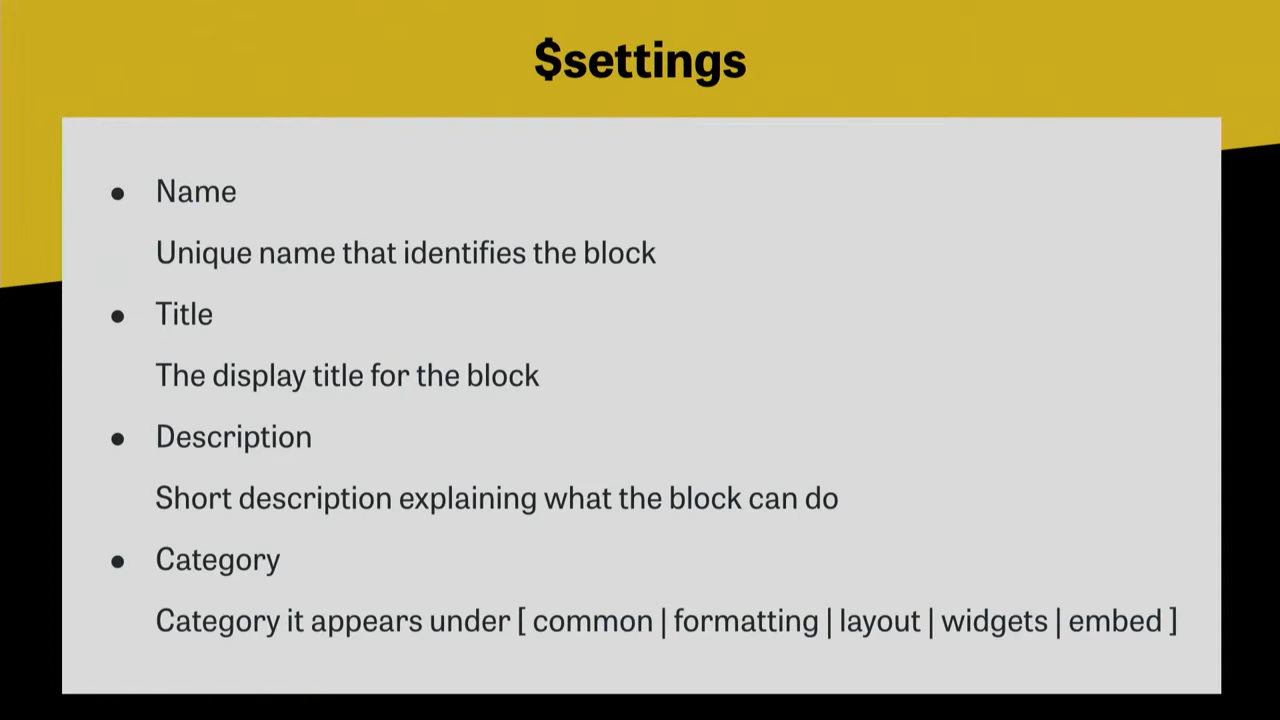 $settings
● Name
Unique name that identifies the block
● Title
The display title for the block
● Description
Short description explaining what the block can do
● Category
Category it appears under [ common | formatting | layout | widgets | embed ]